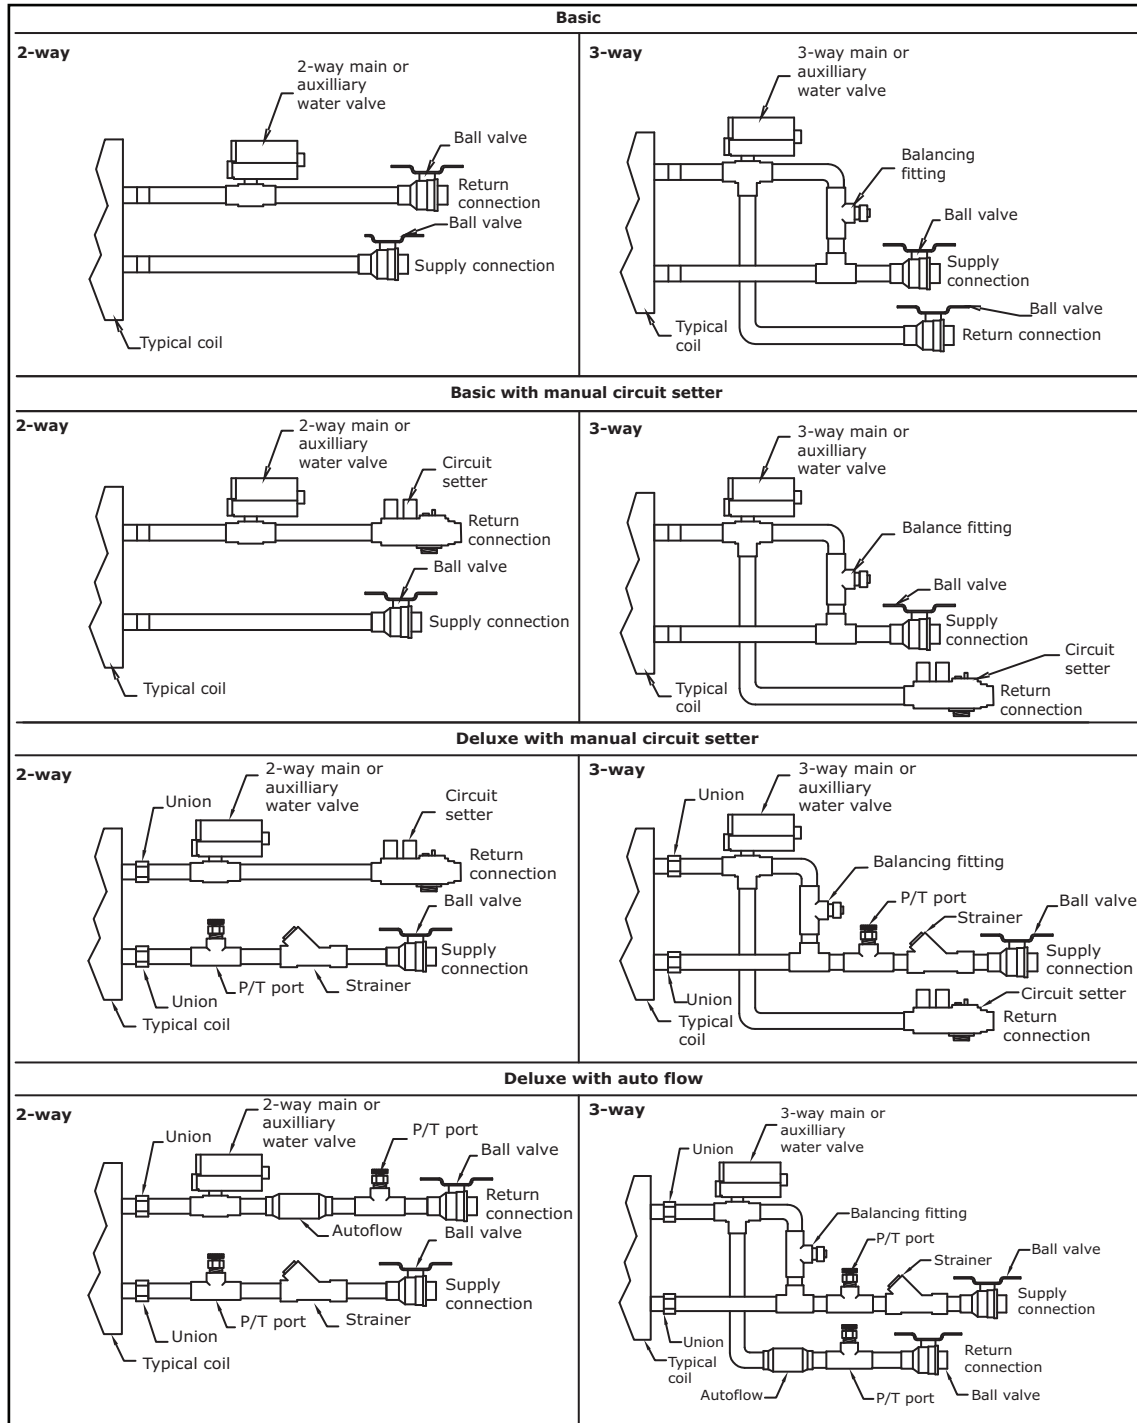 Basic
2-way
2-way main or
auxilliary
water valve
Ball valve
Return
connection
Ball valve
Supply connection
Typical coil
3-way
3-way main or
auxilliary
water valve
Balancing
fitting
Ball valve
Supply
connection
Ball valve
Return connection
Typical
coil
Basic with manual circuit setter
2-way
2-way main or
auxilliary
water valve
Circuit
setter
Return
connection
Ball valve
Supply connection
Typical coil
3-way
3-way main or
auxilliary
water valve
Balance fitting
Ball valve
Supply
connection
Circuit
setter
Return
connection
Typical
coil
Deluxe with manual circuit setter
2-way
2-way main or
auxilliary
water valve
Union
Circuit
setter
Return
connection
Ball valve
Supply
connection
P/T port
Strainer
Union
Typical coil
3-way
3-way main or
auxilliary
water valve
Union
Balancing fitting
P/T port
Strainer
Ball valve
Supply
connection
Union
Circuit setter
Return
connection
Typical
coil
Deluxe with auto flow
2-way
2-way main or
auxilliary
water valve
Union
P/T port
Ball valve
Return
connection
Autoflow
Ball valve
Supply
connection
P/T port
Strainer
Union
Typical coil
3-way
3-way main or
auxilliary
water valve
Union
Balancing fitting
P/T port
Strainer
Ball valve
Supply
connection
Union
Typical
coil
Return
connection
Autoflow
P/T port
Ball valve